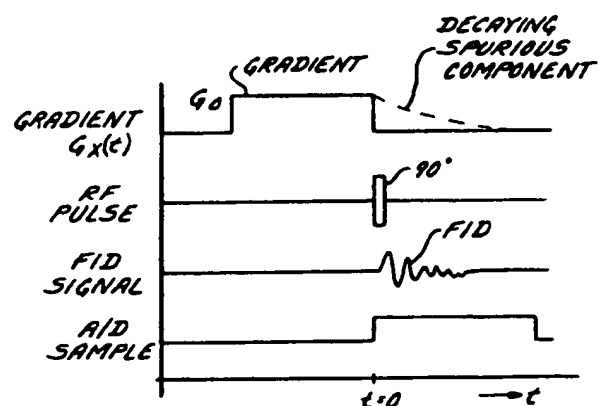 DECAYING
SPURIOUS
COMPONENT
GRADIENT
G0
GRADIENT
Gx(t)
90°
RF
PULSE
FID
FID
SIGNAL
A/D
SAMPLE
t=0
t